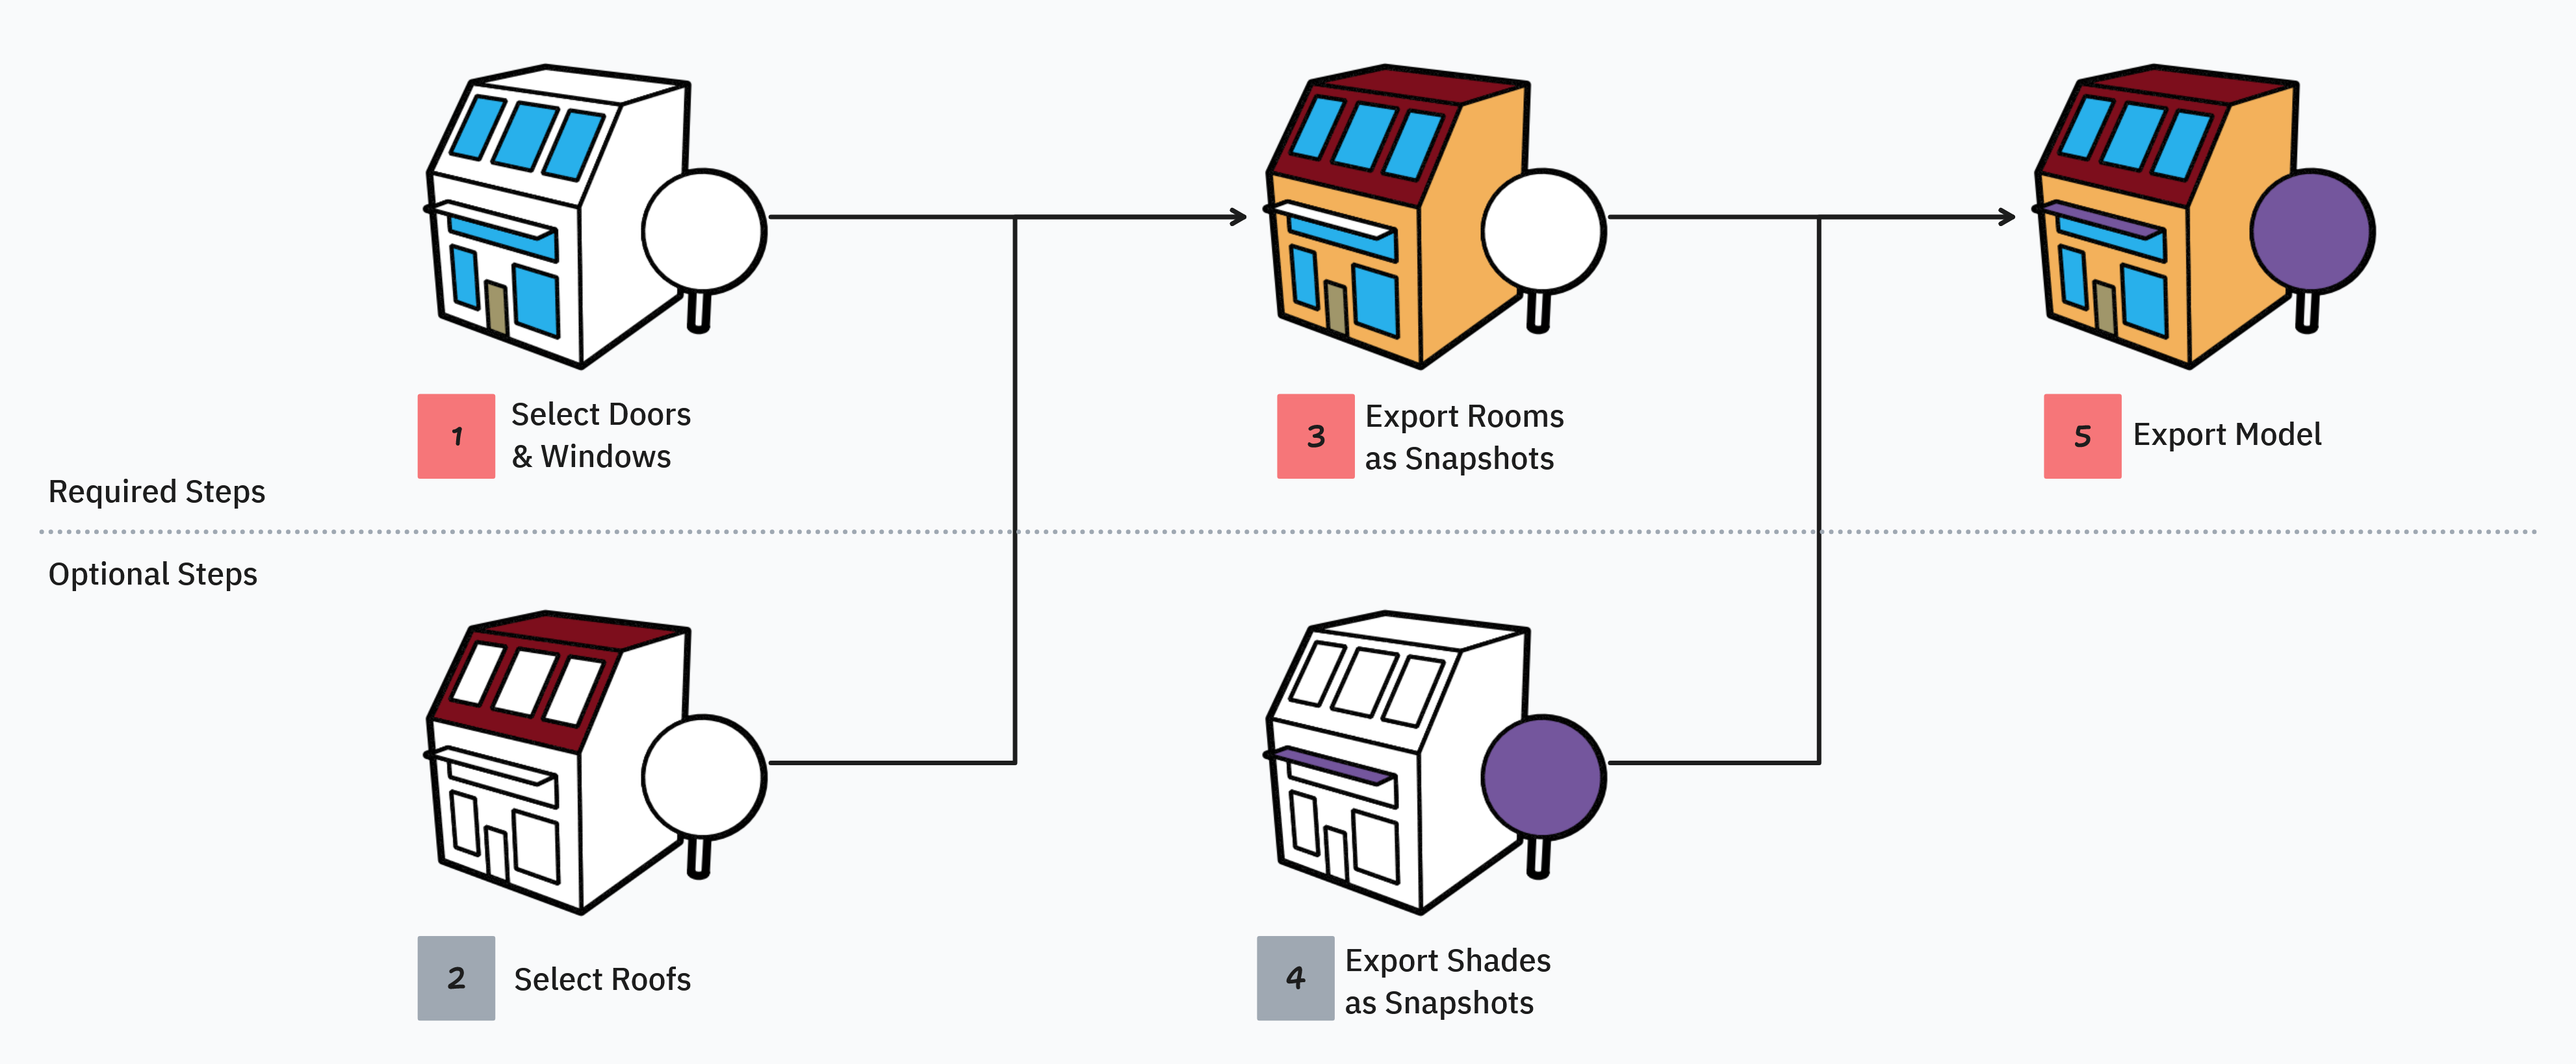 1
Select Doors
& Windows
3
Export Rooms
as Snapshots
5
Export Model
Required Steps
Optional Steps
2
Select Roofs
4
Export Shades
as Snapshots